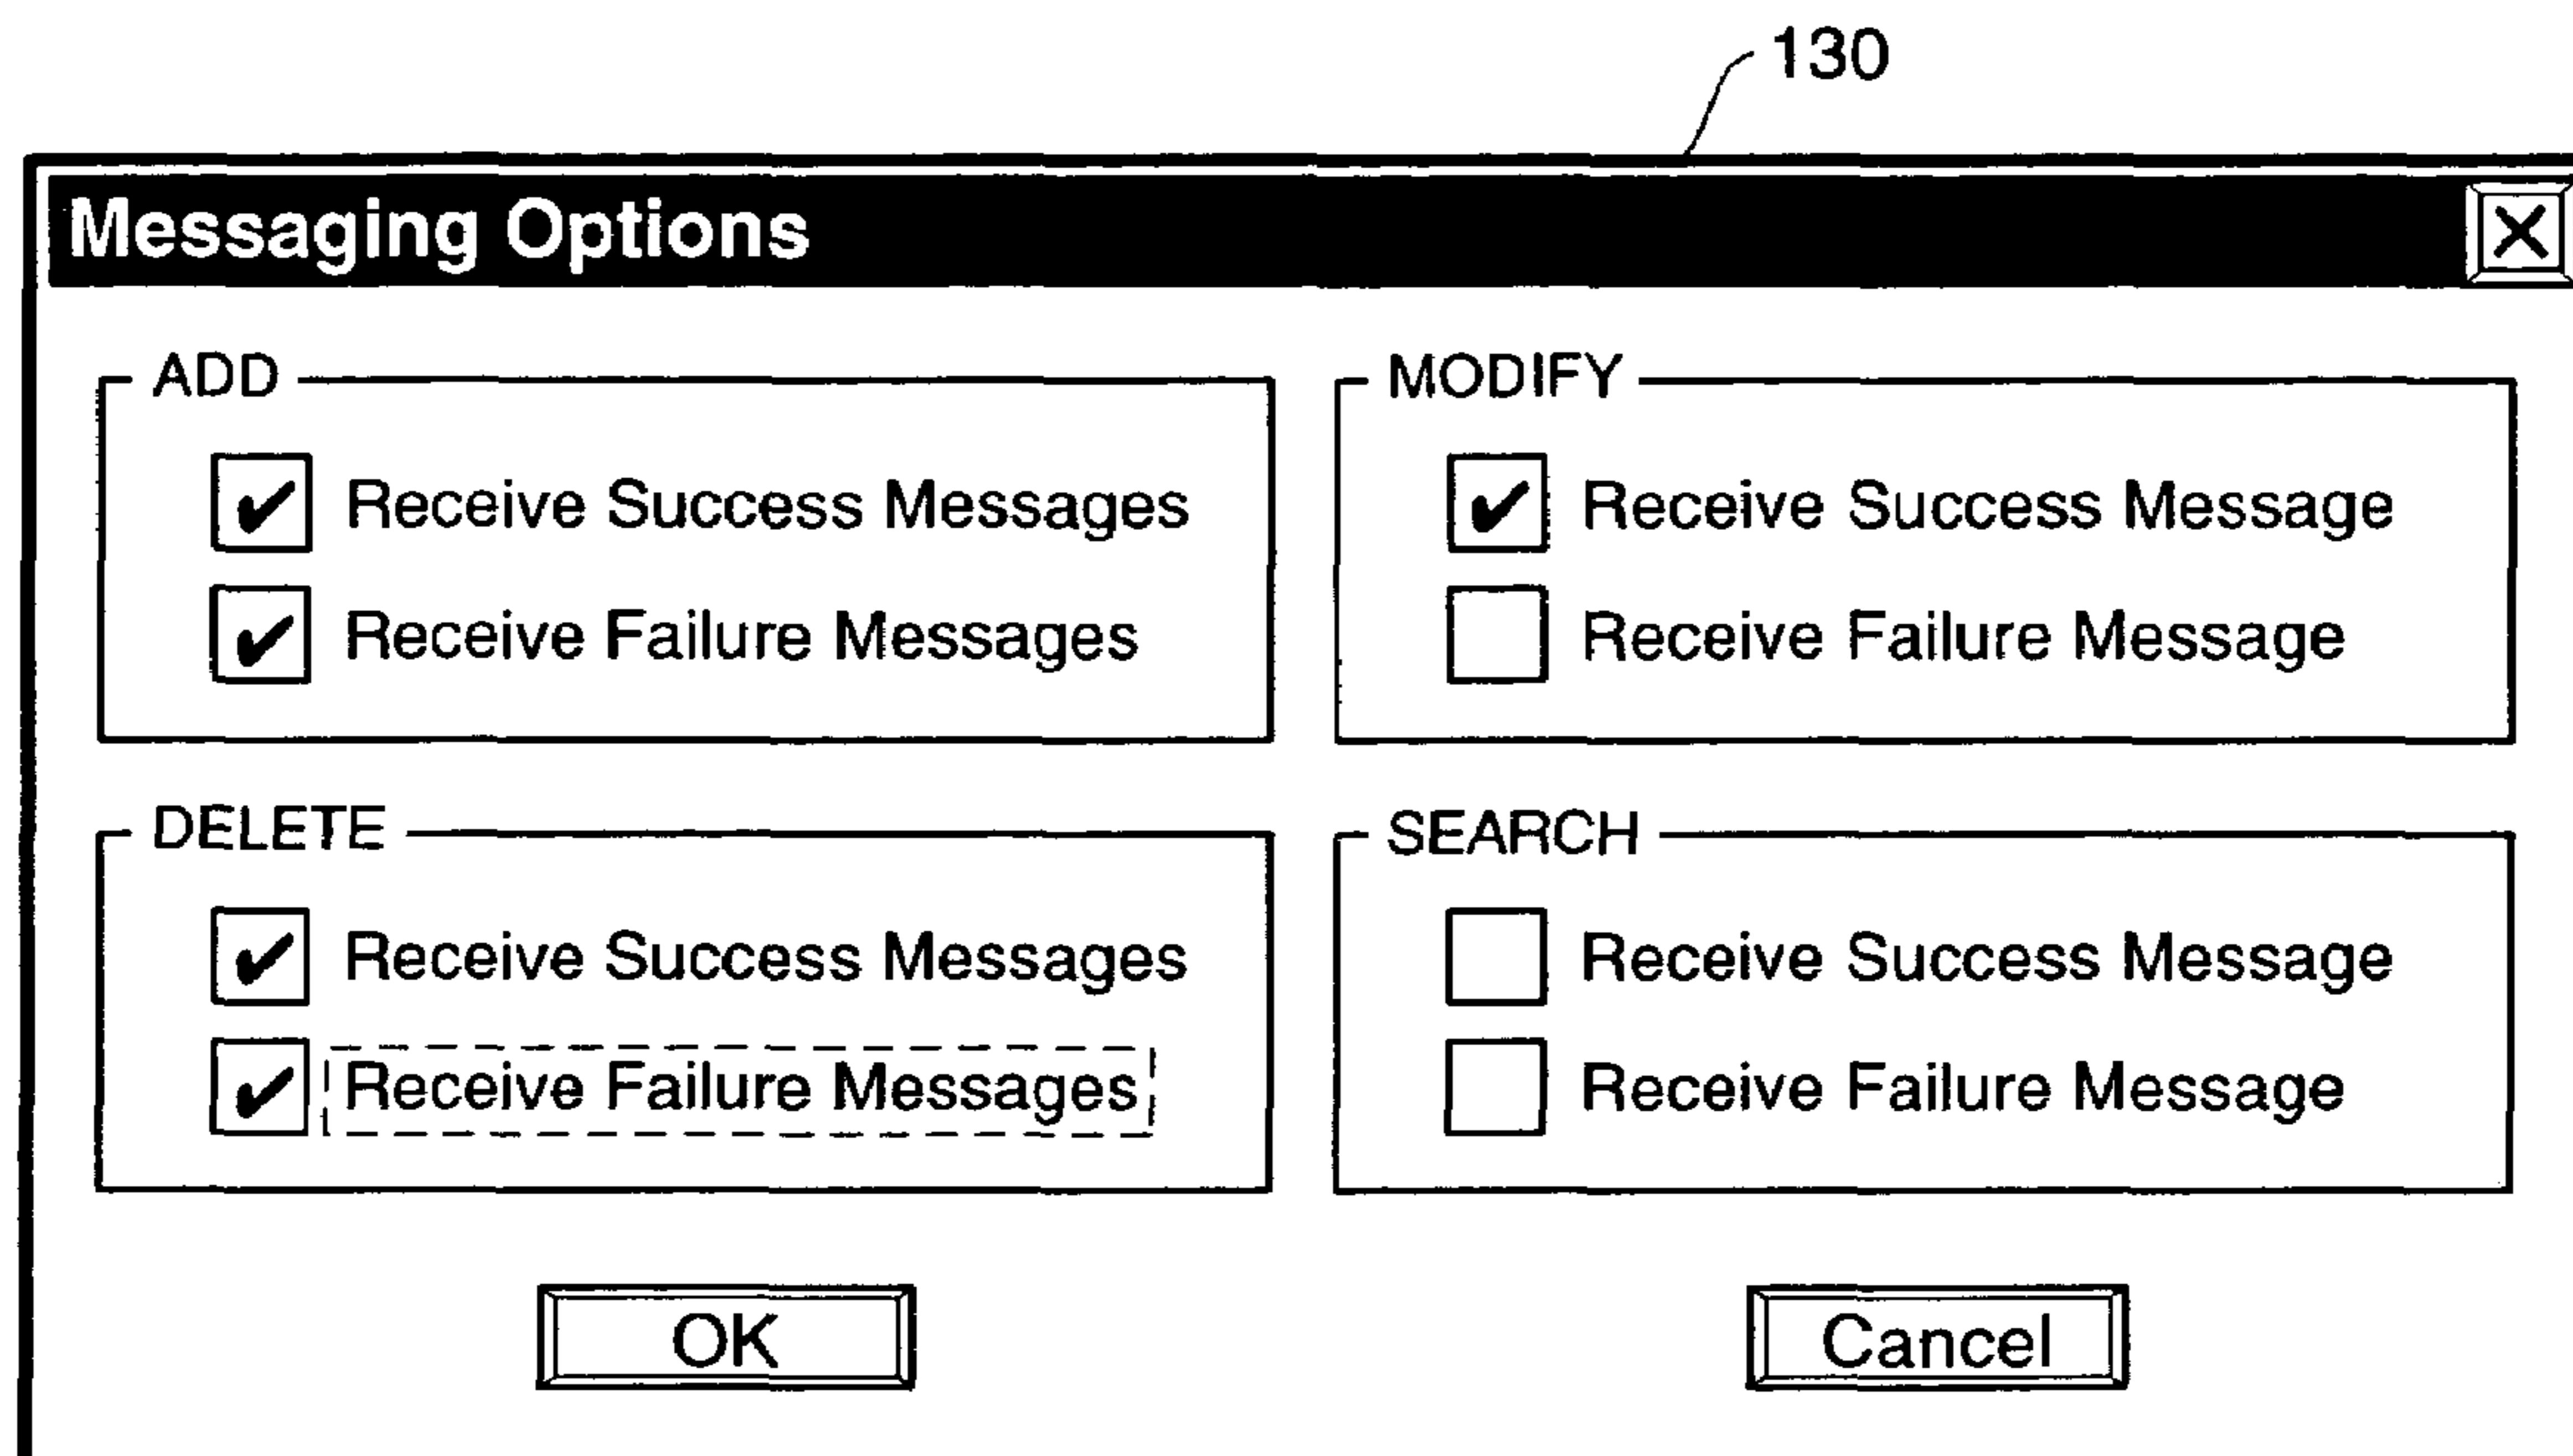 130
Messaging Options
ADD
Receive Success Messages
Receive Failure Messages
MODIFY
Receive Success Message
Receive Failure Message
DELETE
Receive Success Messages
Receive Failure Messages
SEARCH
Receive Success Message
Receive Failure Message
OK
Cancel